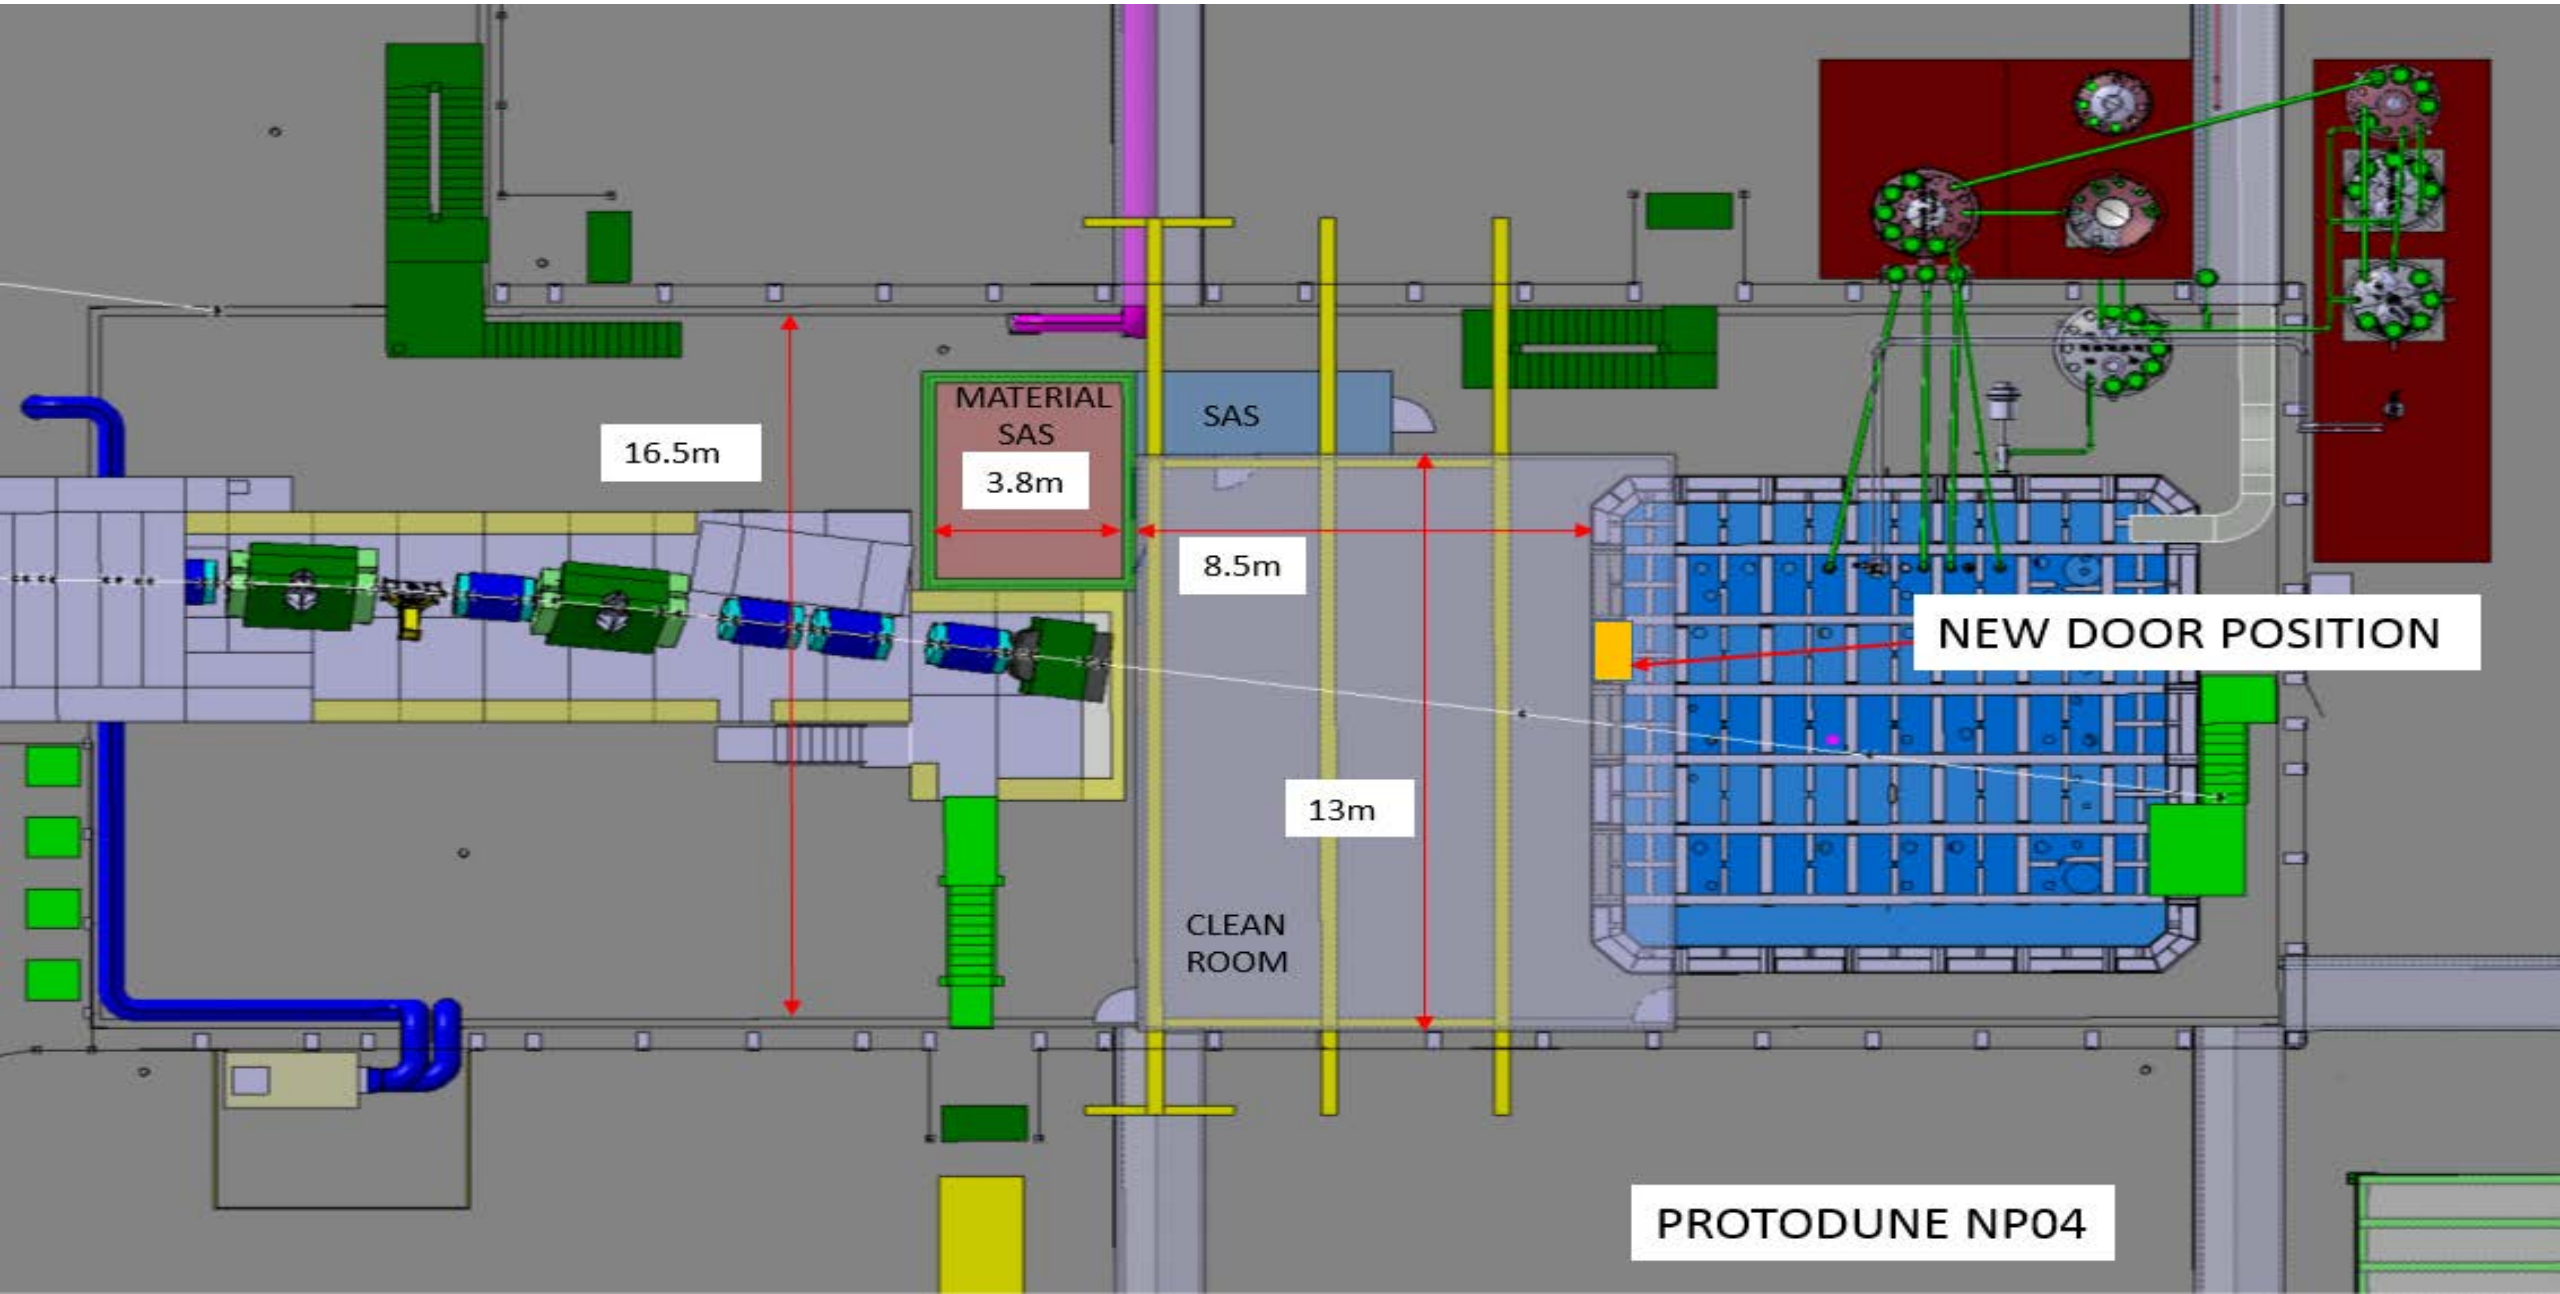 MATERIAL
SAS
3.8m
SAS
16.5m
8.5m
NEW DOOR POSITION
13m
CLEAN
ROOM
PROTODUNE NP04